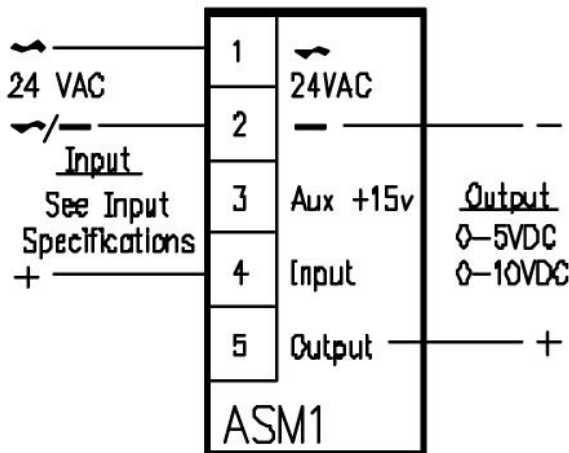 ~
24 VAC
~/—
Input
See Input
Specifications
+
1 ~
24VAC
2 —
3 Aux +15v
4 Input
5 Output
ASM1
—
Output
0—5VDC
0—10VDC
+